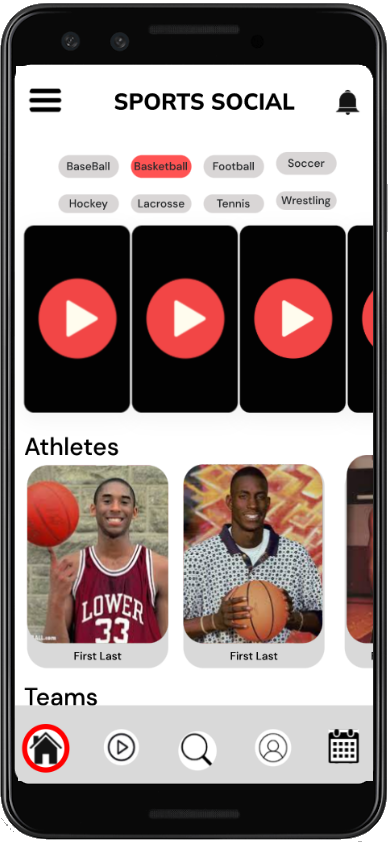 SPORTS SOCIAL
BaseBall Basketball Football Soccer
Hockey Lacrosse Tennis Wrestling
Athletes
LOWER
33
First Last
First Last
Teams